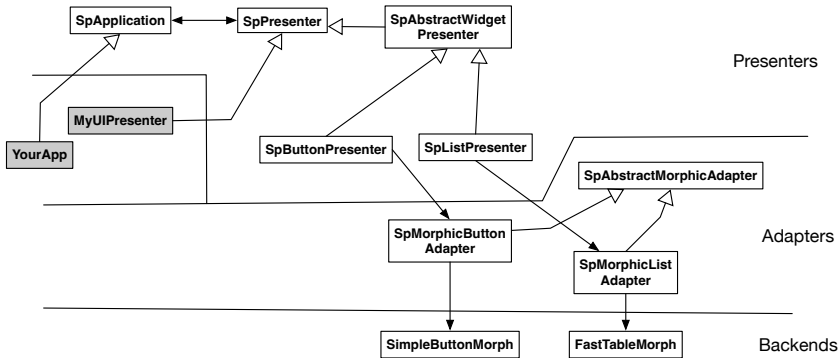 SpApplication
SpPresenter
SpAbstractWidget
Presenter
Presenters
MyUIPresenter
YourApp
SpButtonPresenter
SpListPresenter
SpAbstractMorphicAdapter
SpMorphicButton
Adapter
Adapters
SpMorphicList
Adapter
SimpleButtonMorph
FastTableMorph
Backends